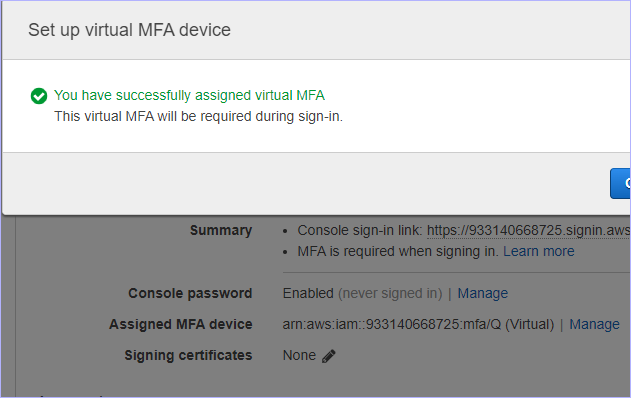 Set up virtual MFA device
You have successfully assigned virtual MFA
This virtual MFA will be required during sign-in.
Summary
• Console sign-in link: https://933140668725.signin.aws
• MFA is required when signing in. Learn more
Console password Enabled (never signed in) | Manage
Assigned MFA device arn:aws:iam::933140668725:mfa/Q (Virtual) | Manage
Signing certificates None